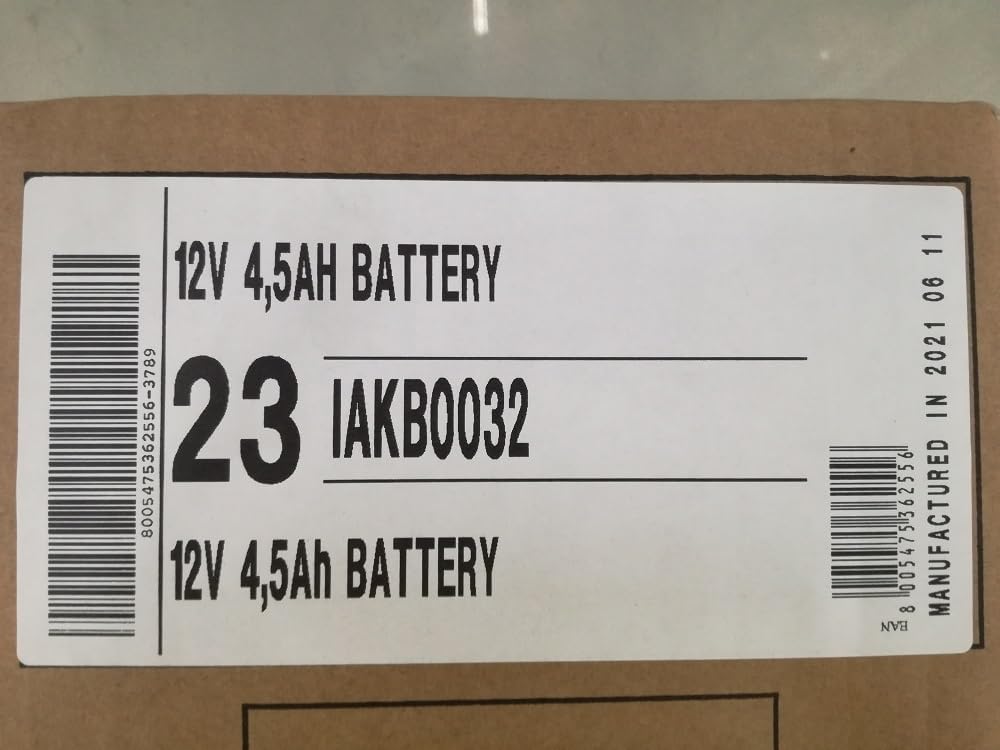 8005475362556-3789
12V 4,5AH BATTERY
23 IAKB0032
12V 4,5Ah BATTERY
EAN
8 005475 362556
MANUFACTURED IN 2021 06 11